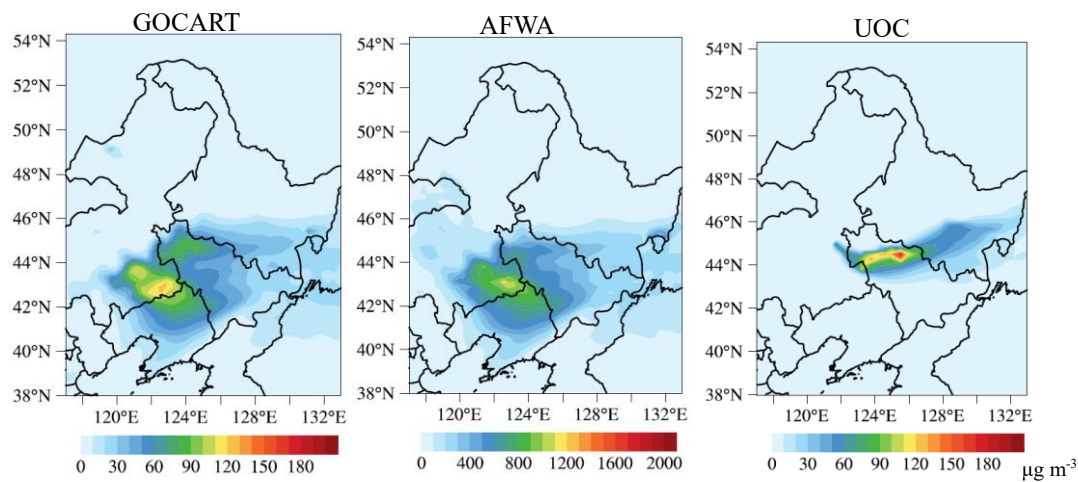 GOCART AFWA UOC
54°N 54°N 54°N
52°N 52°N 52°N
50°N 50°N 50°N
48°N 48°N 48°N
46°N 46°N 46°N
44°N 44°N 44°N
42°N 42°N 42°N
40°N 40°N 40°N
38°N 38°N 38°N
120°E 124°E 128°E 132°E 120°E 124°E 128°E 132°E 120°E 124°E 128°E 132°E
0 30 60 90 120 150 180 0 400 800 1200 1600 2000 0 30 60 90 120 150 180
µg m-3